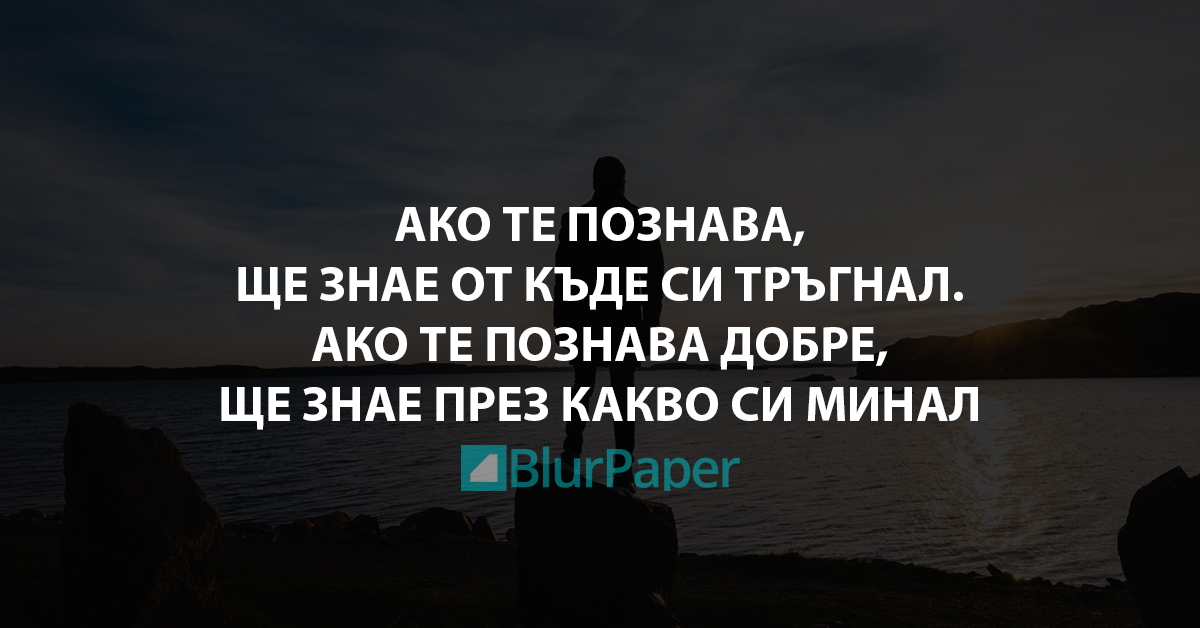 АКО ТЕ ПОЗНАВА,
ЩЕ ЗНАЕ ОТ КЪДЕ СИ ТРЪГНАЛ.
АКО ТЕ ПОЗНАВА ДОБРЕ,
ЩЕ ЗНАЕ ПРЕЗ КАКВО СИ МИНАЛ
BlurPaper